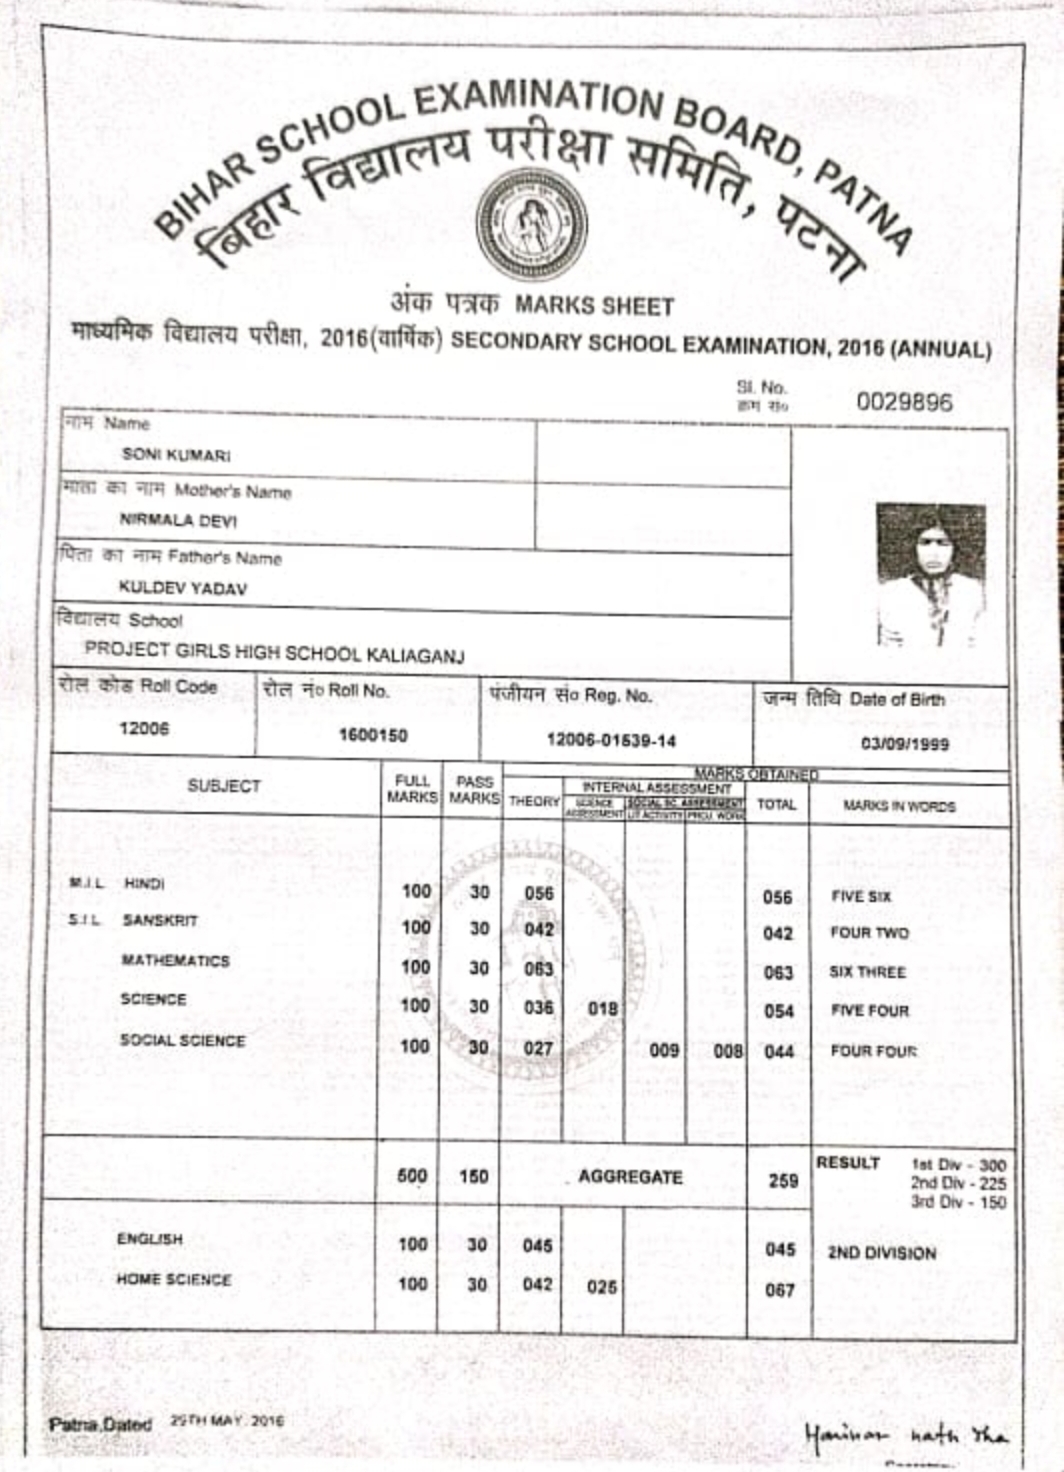 BIHAR SCHOOL EXAMINATION BOARD, PATNA
बिहार विद्यालय परीक्षा समिति, पटना
अंक पत्रक MARKS SHEET
माध्यमिक विद्यालय परीक्षा, 2016(वार्षिक) SECONDARY SCHOOL EXAMINATION, 2016 (ANNUAL)
Sl. No.
क्रम सं० 0029896
नाम Name
SONI KUMARI
माता का नाम Mother's Name
NIRMALA DEVI
पिता का नाम Father's Name
KULDEV YADAV
विद्यालय School
PROJECT GIRLS HIGH SCHOOL KALIAGANJ
रोल कोड Roll Code रोल नं० Roll No. पंजीयन सं० Reg. No. जन्म तिथि Date of Birth
12006 1600150 12006-01539-14 03/09/1999
MARKS OBTAINED
SUBJECT FULL MARKS PASS MARKS THEORY INTERNAL ASSESSMENT TOTAL MARKS IN WORDS
SCIENCE ASSESSMENT SOCIAL SC. ASSESSMENT
LIT ACTIVITY PROJ. WORK
M.I.L HINDI 100 30 056 056 FIVE SIX
S.I.L SANSKRIT 100 30 042 042 FOUR TWO
MATHEMATICS 100 30 063 063 SIX THREE
SCIENCE 100 30 036 018 054 FIVE FOUR
SOCIAL SCIENCE 100 30 027 009 008 044 FOUR FOUR
500 150 AGGREGATE 259 RESULT 1st Div - 300
2nd Div - 225
3rd Div - 150
ENGLISH 100 30 045 045 2ND DIVISION
HOME SCIENCE 100 30 042 025 067
Patna,Dated 29TH MAY, 2016
Harihar nath Jha